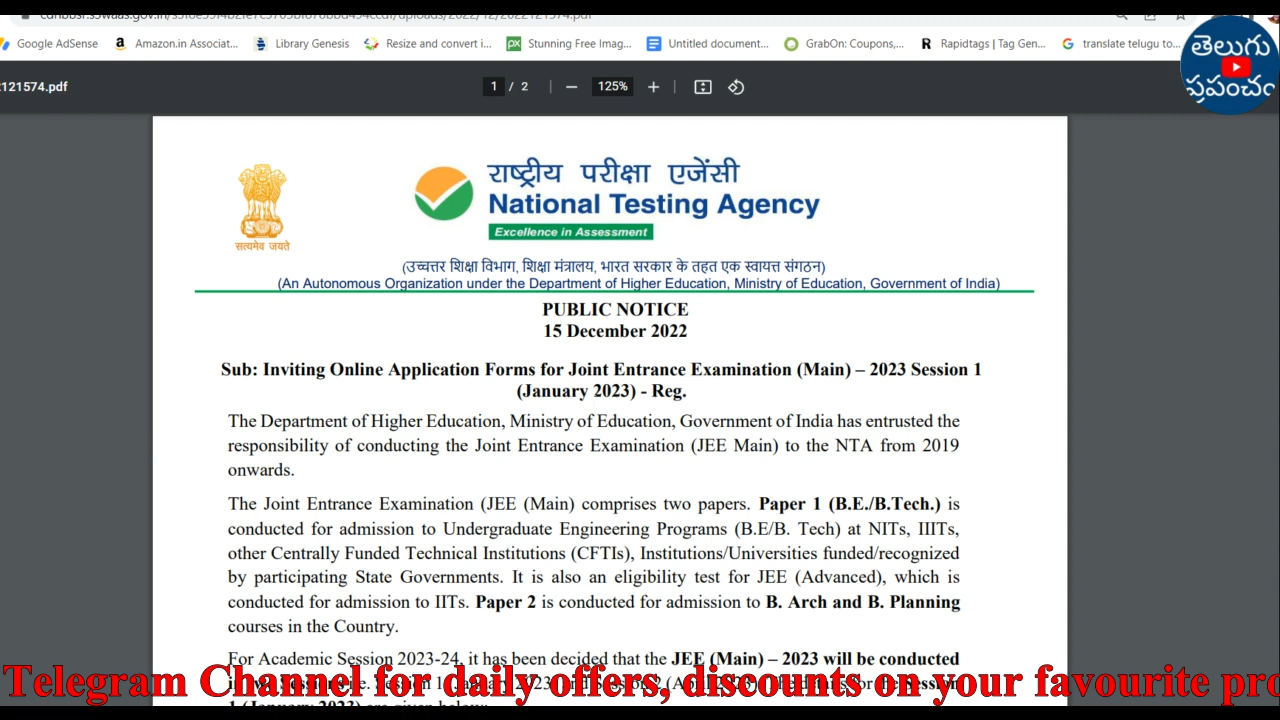 Google AdSense
Amazon.in Associat...
Library Genesis
Resize and convert i...
Stunning Free Imag...
Untitled document...
GrabOn: Coupons,...
Rapidtags | Tag Gen...
translate telugu to...
తెలుగు
ప్రపంచం
121574.pdf
1 / 2
125%
सत्यमेव जयते
राष्ट्रीय परीक्षा एजेंसी
National Testing Agency
Excellence in Assessment
(उच्चत्तर शिक्षा विभाग, शिक्षा मंत्रालय, भारत सरकार के तहत एक स्वायत्त संगठन)
(An Autonomous Organization under the Department of Higher Education, Ministry of Education, Government of India)
PUBLIC NOTICE
15 December 2022
Sub: Inviting Online Application Forms for Joint Entrance Examination (Main) – 2023 Session 1
(January 2023) - Reg.
The Department of Higher Education, Ministry of Education, Government of India has entrusted the
responsibility of conducting the Joint Entrance Examination (JEE Main) to the NTA from 2019
onwards.
The Joint Entrance Examination (JEE (Main) comprises two papers. Paper 1 (B.E./B.Tech.) is
conducted for admission to Undergraduate Engineering Programs (B.E/B. Tech) at NITs, IIITs,
other Centrally Funded Technical Institutions (CFTIs), Institutions/Universities funded/recognized
by participating State Governments. It is also an eligibility test for JEE (Advanced), which is
conducted for admission to IITs. Paper 2 is conducted for admission to B. Arch and B. Planning
courses in the Country.
For Academic Session 2023-24, it has been decided that the JEE (Main) – 2023 will be conducted
Telegram Channel for daily offers, discounts on your favourite pro